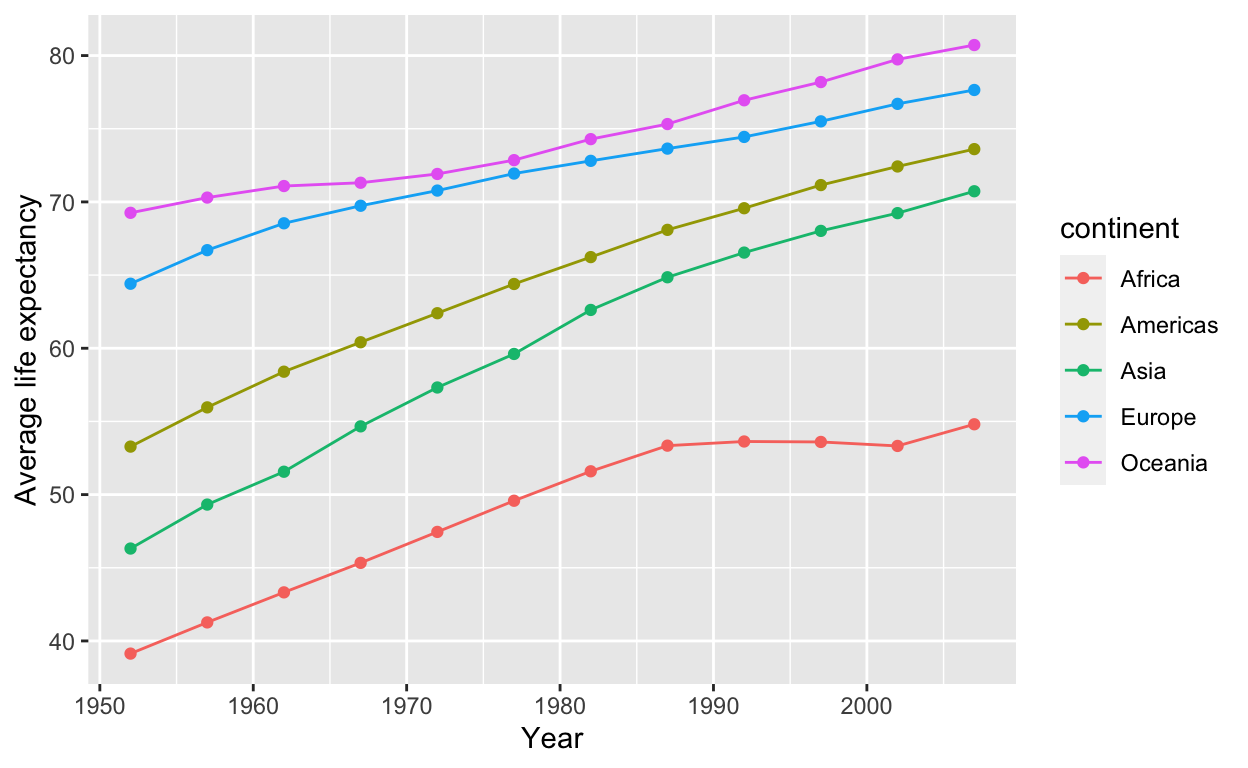 80
70
60
50
40
Average life expectancy
1950 1960 1970 1980 1990 2000
Year
continent
Africa
Americas
Asia
Europe
Oceania